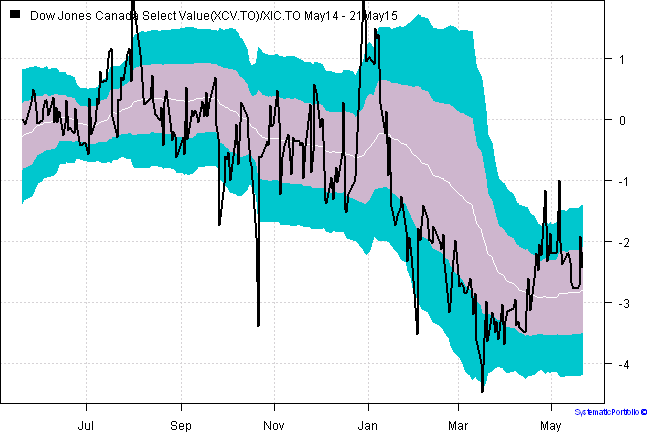 Dow Jones Canada Select Value(XCV.TO)/XIC.TO May14 - 21May15
1
0
-1
-2
-3
-4
Jul Sep Nov Jan Mar May
SystematicPortfolio ©